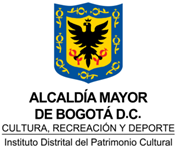 ALCALDÍA MAYOR
DE BOGOTÁ D.C.
CULTURA, RECREACIÓN Y DEPORTE
Instituto Distrital del Patrimonio Cultural